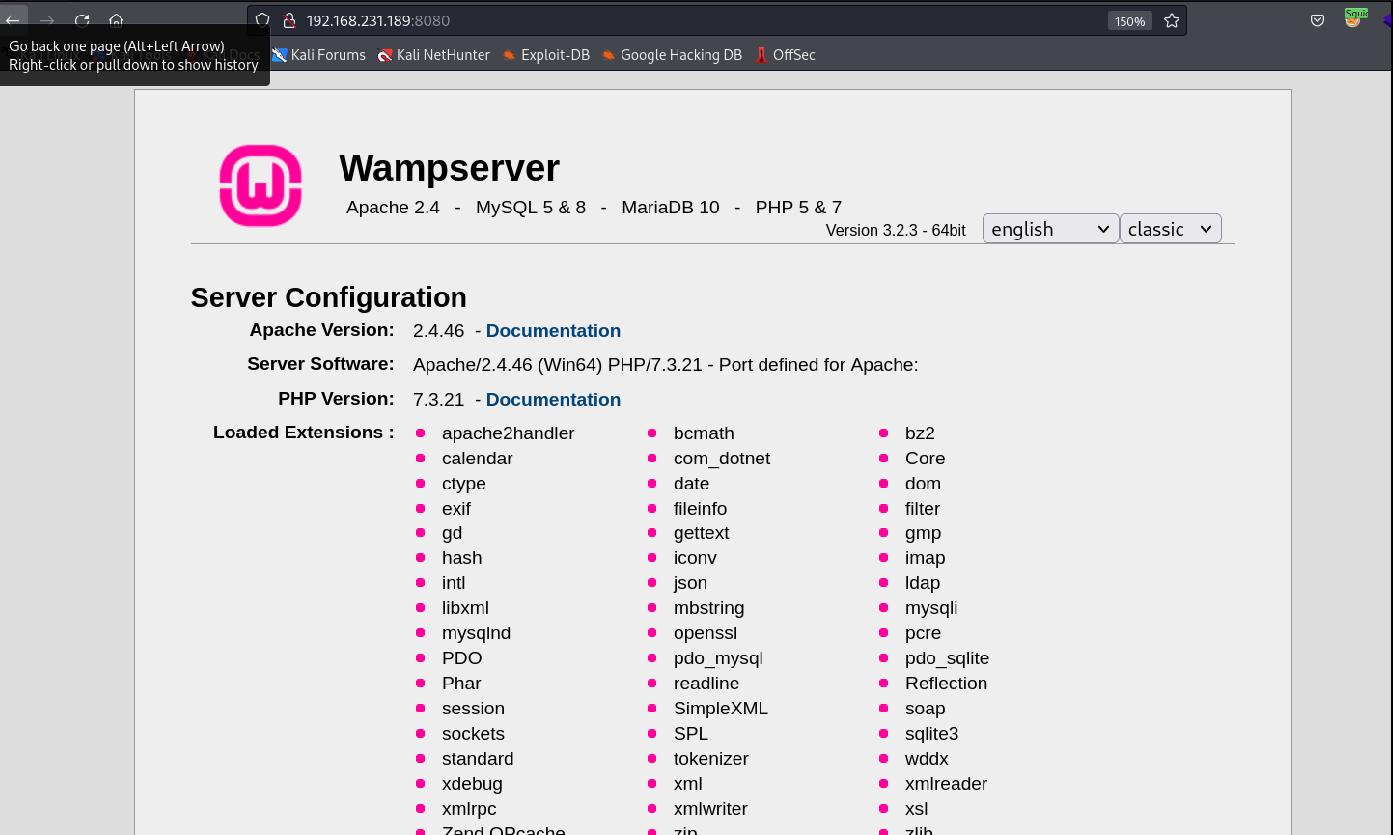 192.168.231.189:8080
150%
Squid
Go back one page (Alt+Left Arrow)
Right-click or pull down to show history
Docs
Kali Forums
Kali NetHunter
Exploit-DB
Google Hacking DB
OffSec
Wampserver
Apache 2.4 - MySQL 5 & 8 - MariaDB 10 - PHP 5 & 7
Version 3.2.3 - 64bit english classic
Server Configuration
Apache Version: 2.4.46 - Documentation
Server Software: Apache/2.4.46 (Win64) PHP/7.3.21 - Port defined for Apache:
PHP Version: 7.3.21 - Documentation
Loaded Extensions : apache2handler bcmath bz2
calendar com_dotnet Core
ctype date dom
exif fileinfo filter
gd gettext gmp
hash iconv imap
intl json ldap
libxml mbstring mysqli
mysqlnd openssl pcre
PDO pdo_mysql pdo_sqlite
Phar readline Reflection
session SimpleXML soap
sockets SPL sqlite3
standard tokenizer wddx
xdebug xml xmlreader
xmlrpc xmlwriter xsl
Zend OPcache zip zlib